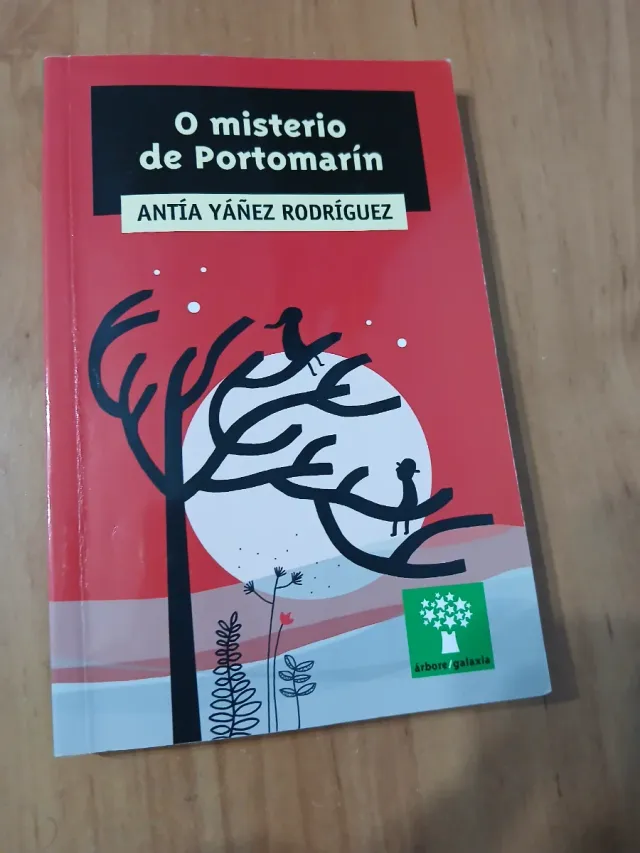 O misterio
de Portomarín
ANTÍA YÁÑEZ RODRÍGUEZ
árbore/galaxia